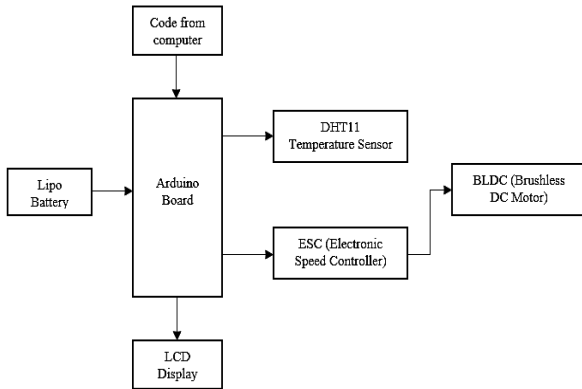 Code from
computer
DHT11
Temperature Sensor
Lipo
Battery
Arduino
Board
BLDC (Brushless
DC Motor)
ESC (Electronic
Speed Controller)
LCD
Display